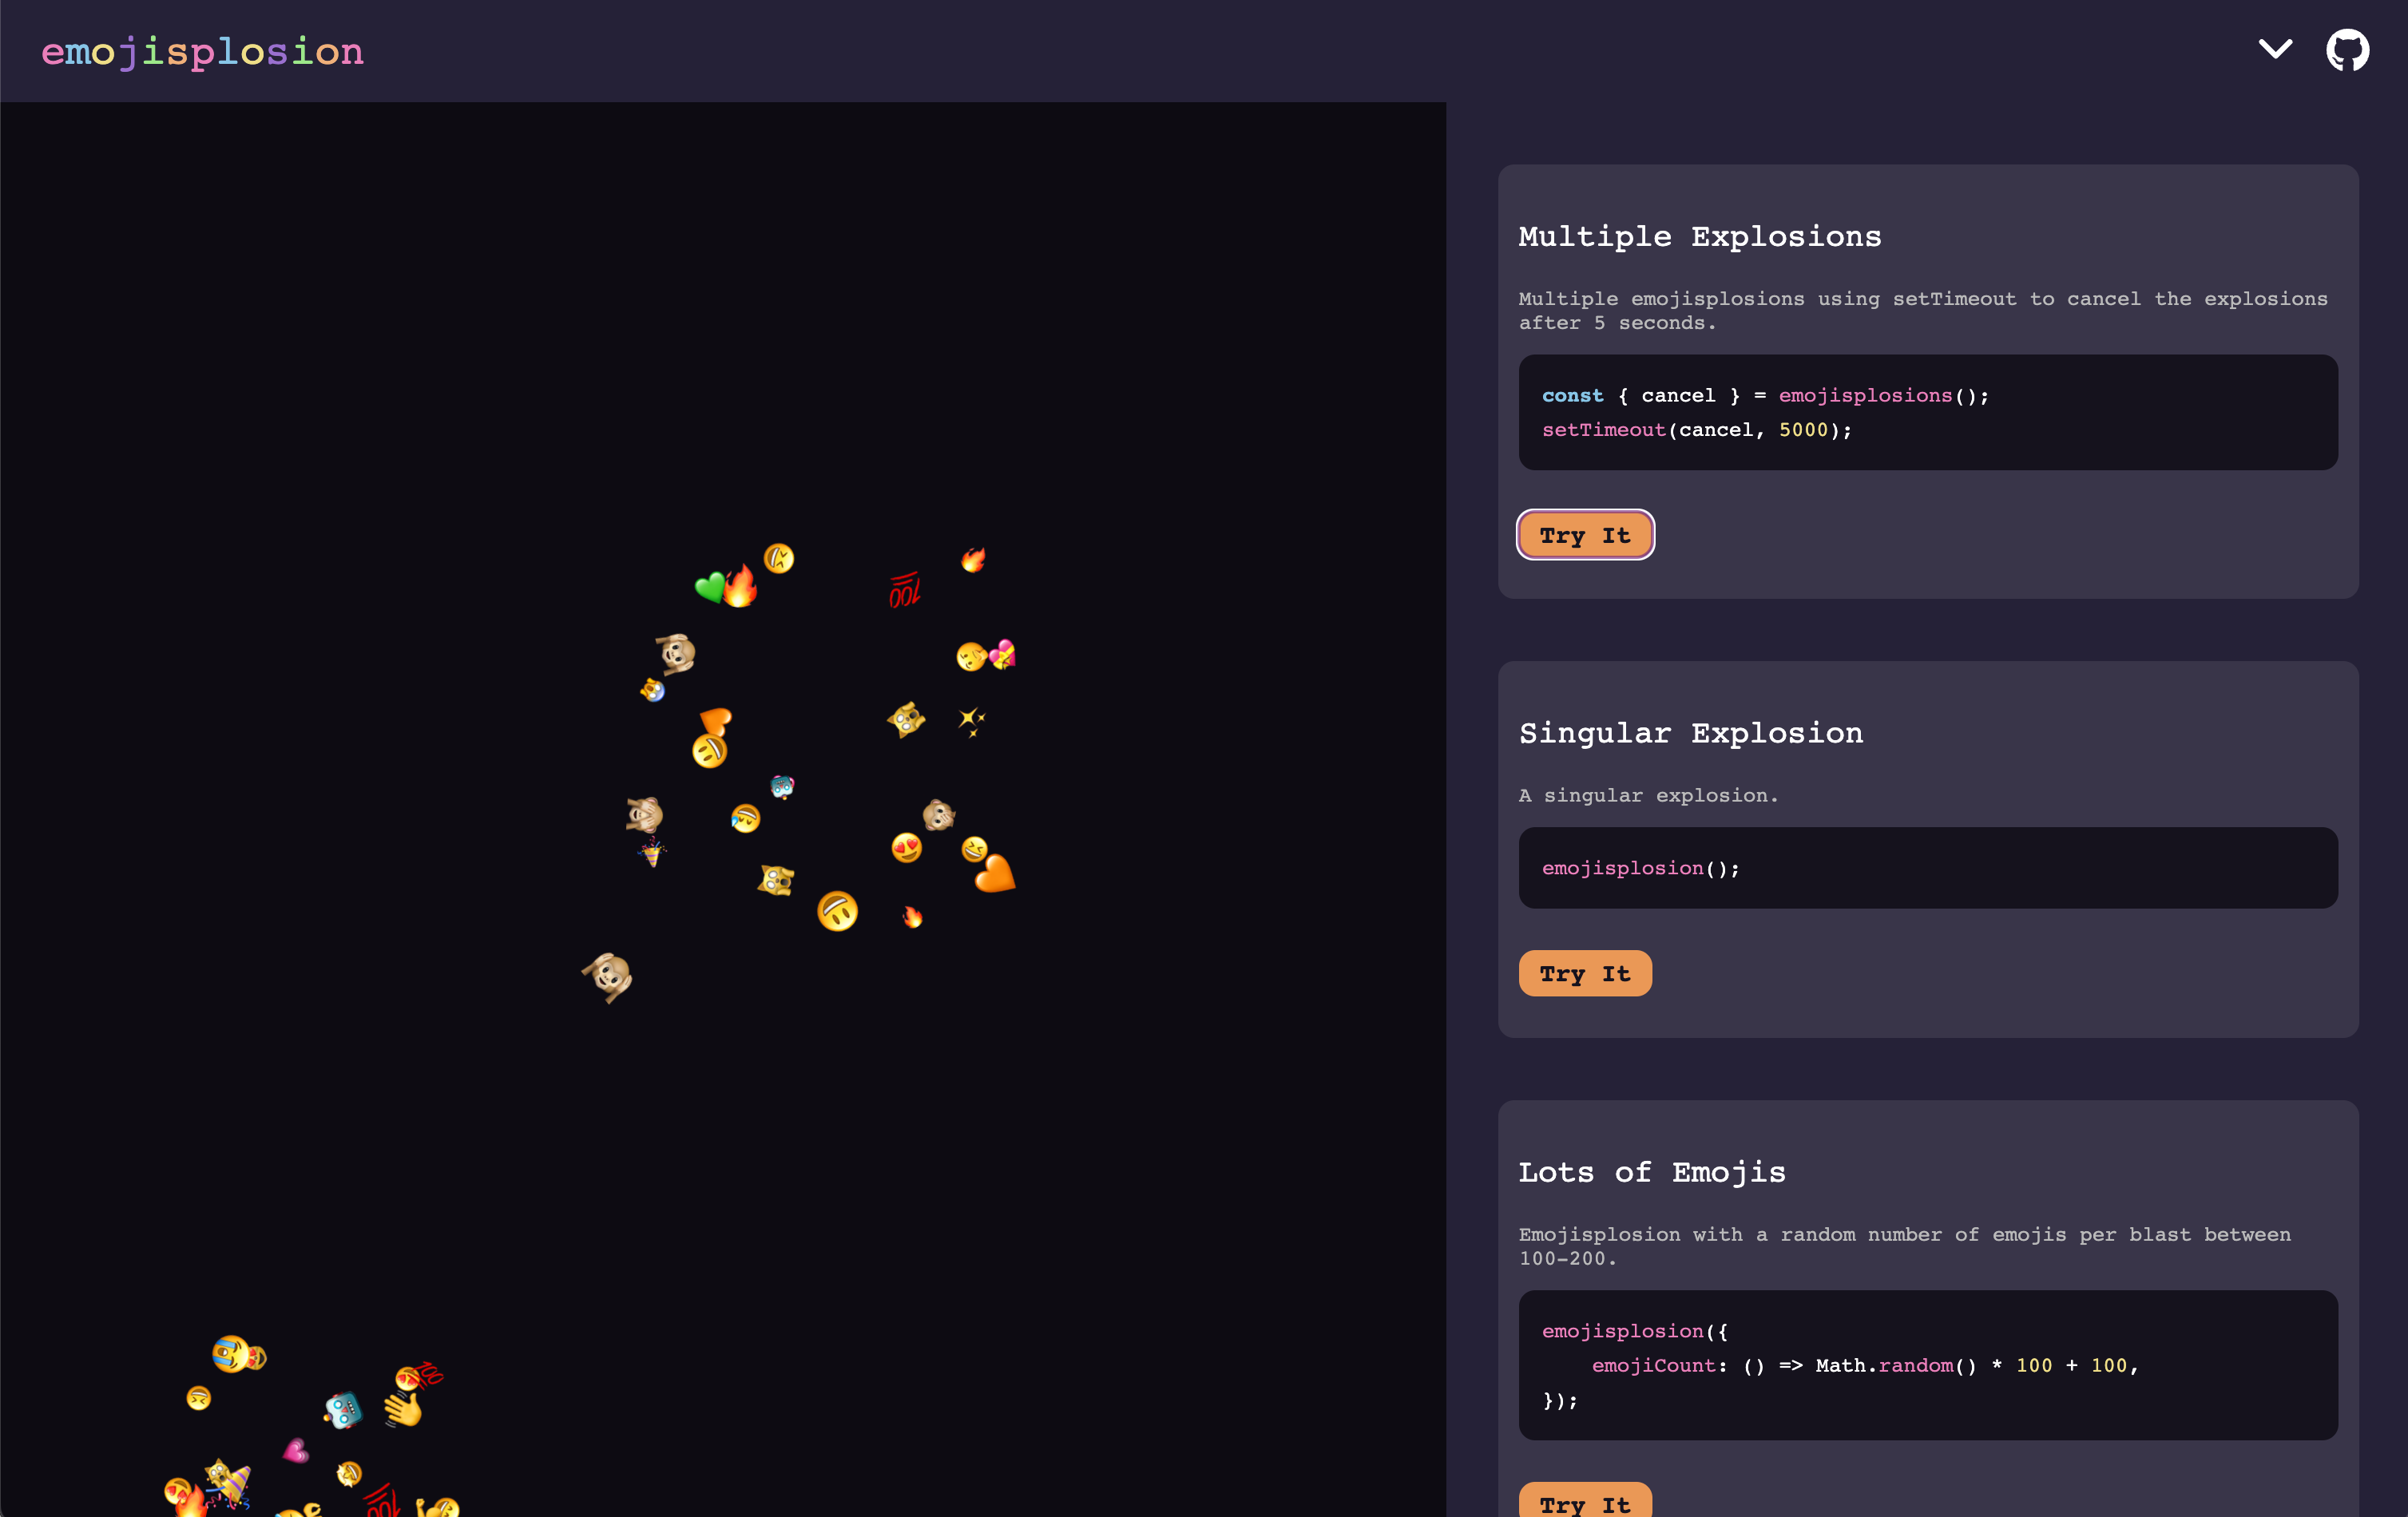 emojisplosion
Multiple Explosions
Multiple emojisplosions using setTimeout to cancel the explosions
after 5 seconds.
const { cancel } = emojisplosions();
setTimeout(cancel, 5000);
Try It
Singular Explosion
A singular explosion.
emojisplosion();
Try It
Lots of Emojis
Emojisplosion with a random number of emojis per blast between
100-200.
emojisplosion({
    emojiCount: () => Math.random() * 100 + 100,
});
Try It